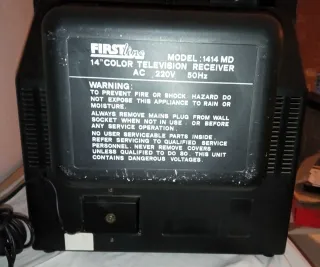 FIRSTline
MODEL:1414 MD
14" COLOR TELEVISION RECEIVER
AC 220V 50Hz
WARNING:
TO PREVENT FIRE OR SHOCK HAZARD DO
NOT EXPOSE THIS APPLIANCE TO RAIN OR
MOISTURE.
ALWAYS REMOVE MAINS PLUG FROM WALL
SOCKET WHEN NOT IN USE OR BEFORE
ANY SERVICE OPERATION.
NO USER SERVICEABLE PARTS INSIDE.
REFER SERVICING TO QUALIFIED SERVICE
PERSONNEL. NEVER REMOVE COVERS
UNLESS QUALIFIED TO DO SO. THIS UNIT
CONTAINS DANGEROUS VOLTAGES.